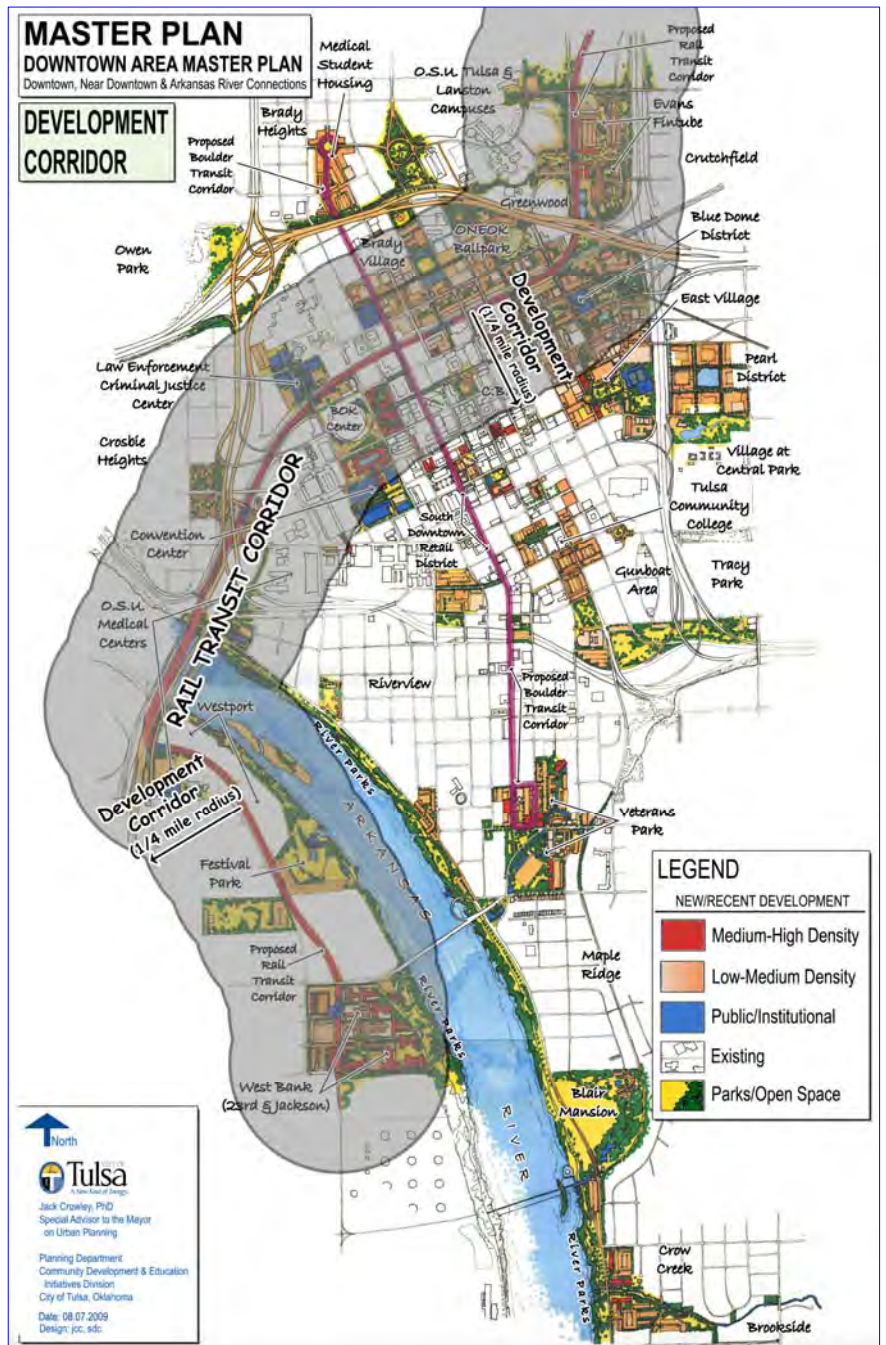 MASTER PLAN
DOWNTOWN AREA MASTER PLAN
Downtown, Near Downtown & Arkansas River Connections
DEVELOPMENT
CORRIDOR
Medical
Student
Housing
O.S.U. Tulsa &
Lanston
Campuses
Proposed
Rail
Transit
Corridor
Evans
Fintube
Brady
Heights
Proposed
Boulder
Transit
Corridor
Crutchfield
Greenwood
Blue Dome
District
Owen
Park
Brady
Village
ONEOK
Ballpark
East Village
Development
Corridor
(1/4 mile radius)
Law Enforcement
Criminal Justice
Center
Pearl
District
C.B.
BOK
Center
Crosbie
Heights
Village at
Central Park
Tulsa
Community
College
Convention
Center
South
Downtown
Retail
District
Gunboat
Area
Tracy
Park
RAIL TRANSIT CORRIDOR
O.S.U.
Medical
Centers
Riverview
Proposed
Boulder
Transit
Corridor
Westport
River Parks
Development
Corridor
(1/4 mile radius)
ARKANSAS
Veterans
Park
Festival
Park
Proposed
Rail
Transit
Corridor
Maple
Ridge
River Parks
West Bank
(23rd & Jackson)
Blair
Mansion
RIVER
River Parks
Crow
Creek
Brookside
LEGEND
NEW/RECENT DEVELOPMENT
Medium-High Density
Low-Medium Density
Public/Institutional
Existing
Parks/Open Space
North
Tulsa
A New Kind of Energy
Jack Crowley, PhD
Special Advisor to the Mayor
on Urban Planning
Planning Department
Community Development & Education
Initiatives Division
City of Tulsa, Oklahoma
Date: 08.07.2009
Design: jcc, sdc